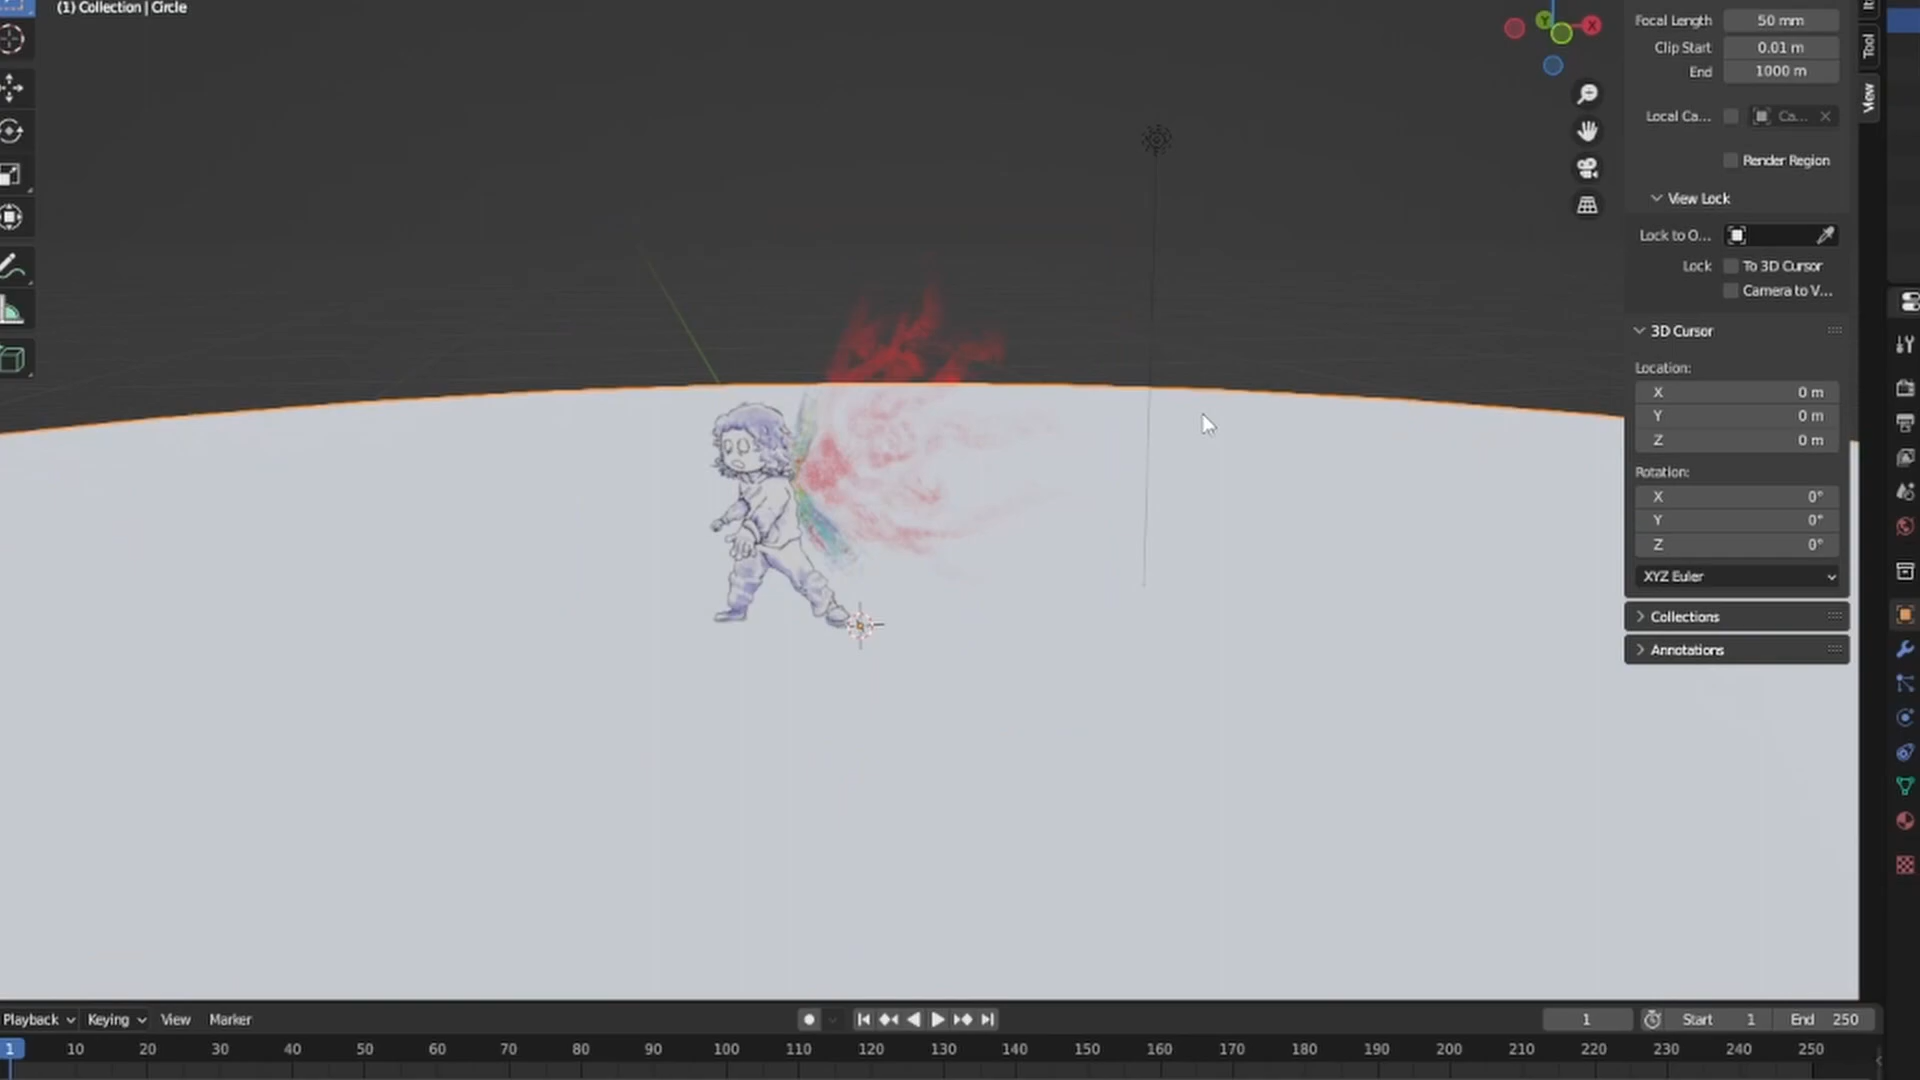 (1) Collection | Circle
Y
X
Focal Length 50 mm
Clip Start 0.01 m
End 1000 m
Local Ca... Ca...
Render Region
View Lock
Lock to O...
Lock To 3D Cursor
Camera to V...
3D Cursor
Location:
X 0 m
Y 0 m
Z 0 m
Rotation:
X 0°
Y 0°
Z 0°
XYZ Euler
Collections
Annotations
Tool
View
Playback Keying View Marker
1 Start 1 End 250
1 10 20 30 40 50 60 70 80 90 100 110 120 130 140 150 160 170 180 190 200 210 220 230 240 250